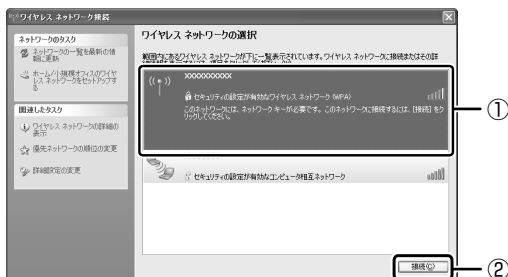 ワイヤレス ネットワーク接続
ネットワークのタスク
ネットワークの一覧を最新の情報に更新
ホーム/小規模オフィスのワイヤレス ネットワークをセットアップする
関連したタスク
ワイヤレス ネットワークの詳細の表示
優先ネットワークの順位の変更
詳細設定の変更
ワイヤレス ネットワークの選択
範囲内にあるワイヤレス ネットワークが下に一覧表示されています。ワイヤレス ネットワークに接続またはその詳
XXXXXXXXXX
セキュリティの設定が有効なワイヤレス ネットワーク (WPA)
このネットワークには、ネットワーク キーが必要です。このネットワークに接続するには、[接続] をクリックしてください。
①
セキュリティの設定が有効なコンピュータ相互ネットワーク
接続(C)
②